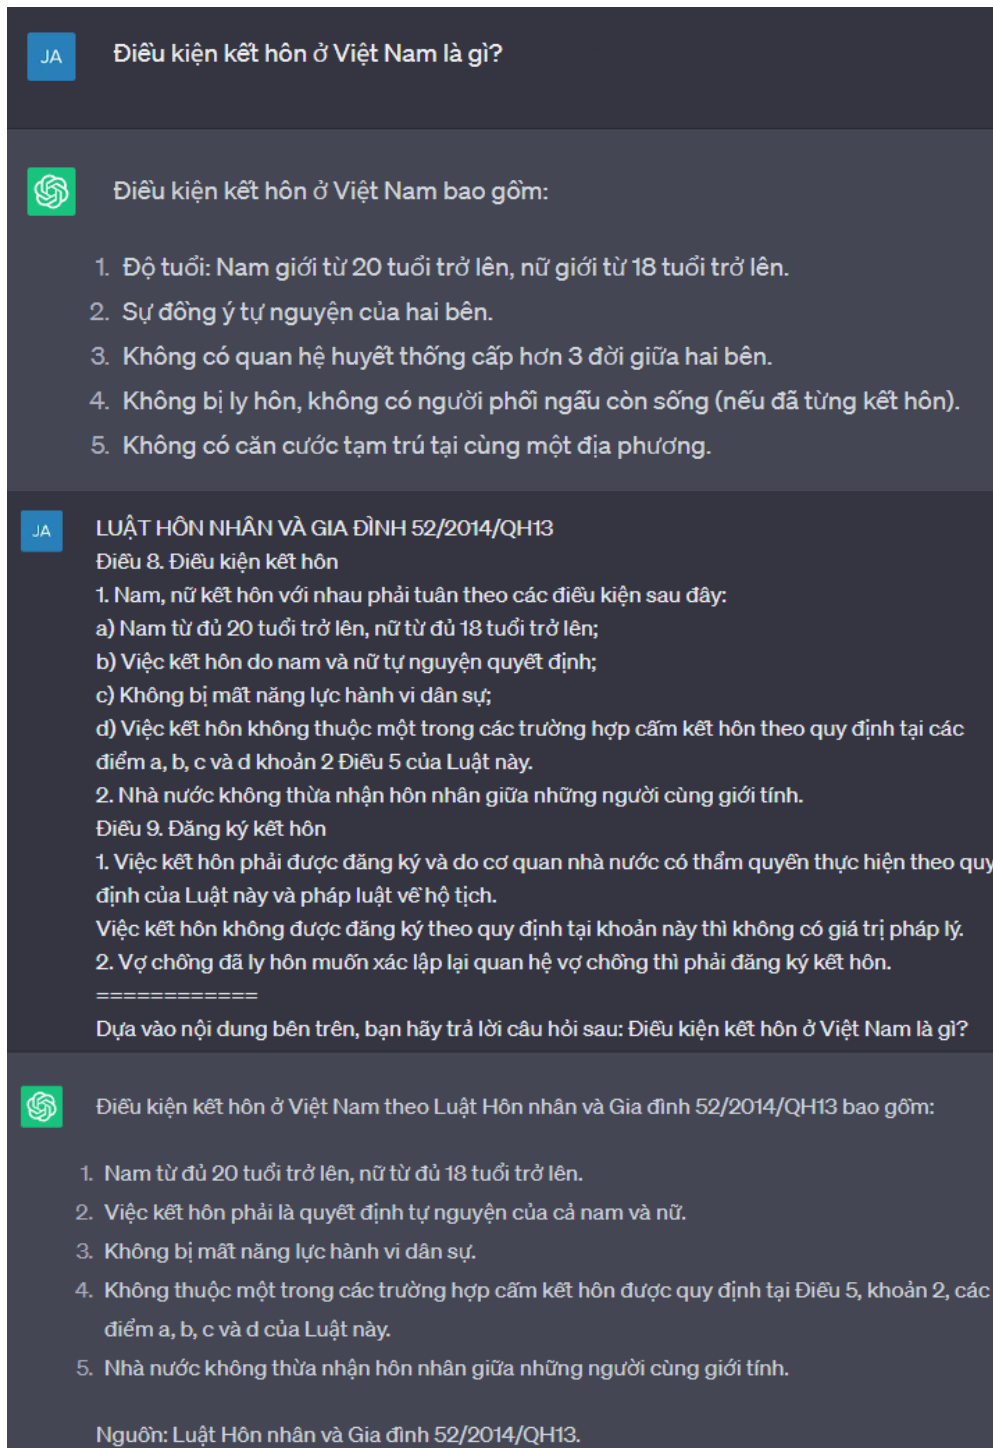 JA
Điều kiện kết hôn ở Việt Nam là gì?
Điều kiện kết hôn ở Việt Nam bao gồm:
1. Độ tuổi: Nam giới từ 20 tuổi trở lên, nữ giới từ 18 tuổi trở lên.
2. Sự đồng ý tự nguyện của hai bên.
3. Không có quan hệ huyết thống cấp hơn 3 đời giữa hai bên.
4. Không bị ly hôn, không có người phối ngẫu còn sống (nếu đã từng kết hôn).
5. Không có căn cước tạm trú tại cùng một địa phương.
JA
LUẬT HÔN NHÂN VÀ GIA ĐÌNH 52/2014/QH13
Điều 8. Điều kiện kết hôn
1. Nam, nữ kết hôn với nhau phải tuân theo các điều kiện sau đây:
a) Nam từ đủ 20 tuổi trở lên, nữ từ đủ 18 tuổi trở lên;
b) Việc kết hôn do nam và nữ tự nguyện quyết định;
c) Không bị mất năng lực hành vi dân sự;
d) Việc kết hôn không thuộc một trong các trường hợp cấm kết hôn theo quy định tại các
điểm a, b, c và d khoản 2 Điều 5 của Luật này.
2. Nhà nước không thừa nhận hôn nhân giữa những người cùng giới tính.
Điều 9. Đăng ký kết hôn
1. Việc kết hôn phải được đăng ký và do cơ quan nhà nước có thẩm quyền thực hiện theo quy
định của Luật này và pháp luật về hộ tịch.
Việc kết hôn không được đăng ký theo quy định tại khoản này thì không có giá trị pháp lý.
2. Vợ chồng đã ly hôn muốn xác lập lại quan hệ vợ chồng thì phải đăng ký kết hôn.
============
Dựa vào nội dung bên trên, bạn hãy trả lời câu hỏi sau: Điều kiện kết hôn ở Việt Nam là gì?
Điều kiện kết hôn ở Việt Nam theo Luật Hôn nhân và Gia đình 52/2014/QH13 bao gồm:
1. Nam từ đủ 20 tuổi trở lên, nữ từ đủ 18 tuổi trở lên.
2. Việc kết hôn phải là quyết định tự nguyện của cả nam và nữ.
3. Không bị mất năng lực hành vi dân sự.
4. Không thuộc một trong các trường hợp cấm kết hôn được quy định tại Điều 5, khoản 2, các
điểm a, b, c và d của Luật này.
5. Nhà nước không thừa nhận hôn nhân giữa những người cùng giới tính.
Nguồn: Luật Hôn nhân và Gia đình 52/2014/QH13.